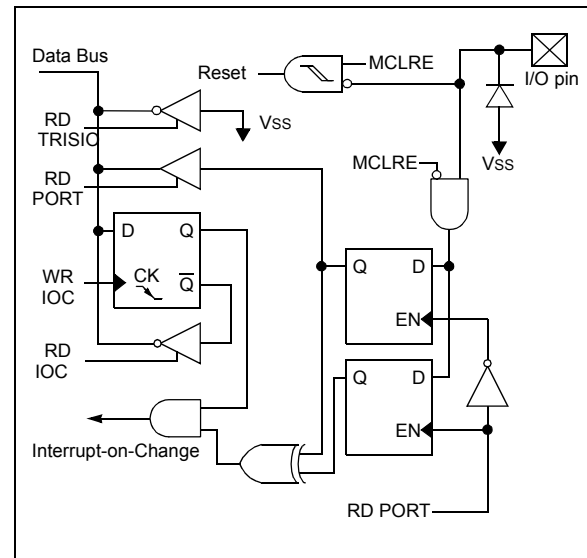 Data Bus
Reset
MCLRE
I/O pin
RD
TRISIO
VSS
VSS
RD
PORT
MCLRE
D
Q
CK
Q
WR
IOC
Q
D
EN
RD
IOC
Q
D
EN
Interrupt-on-Change
RD PORT